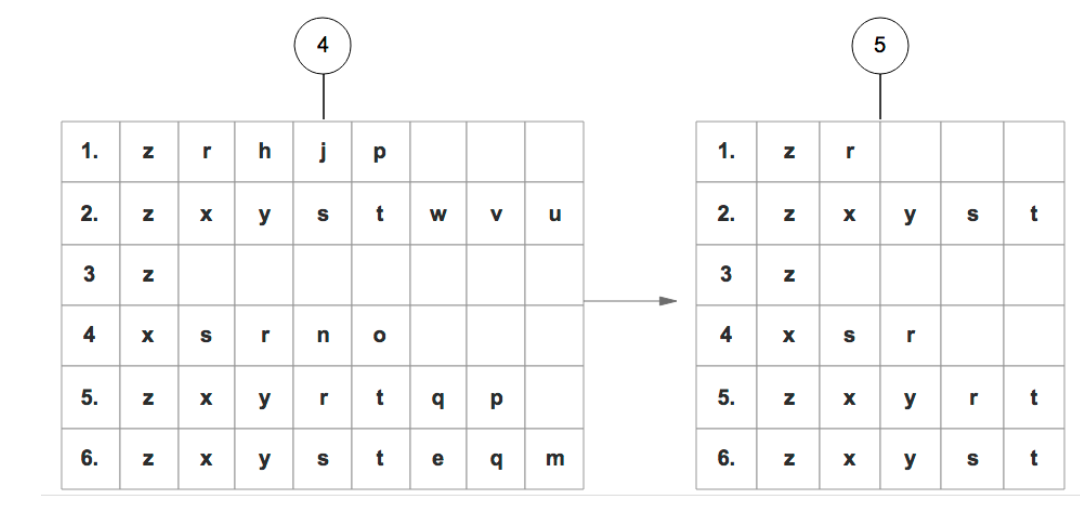 4 5
1. z r h j p 1. z r
2. z x y s t w v u 2. z x y s t
3 z 3 z
4 x s r n o 4 x s r
5. z x y r t q p 5. z x y r t
6. z x y s t e q m 6. z x y s t